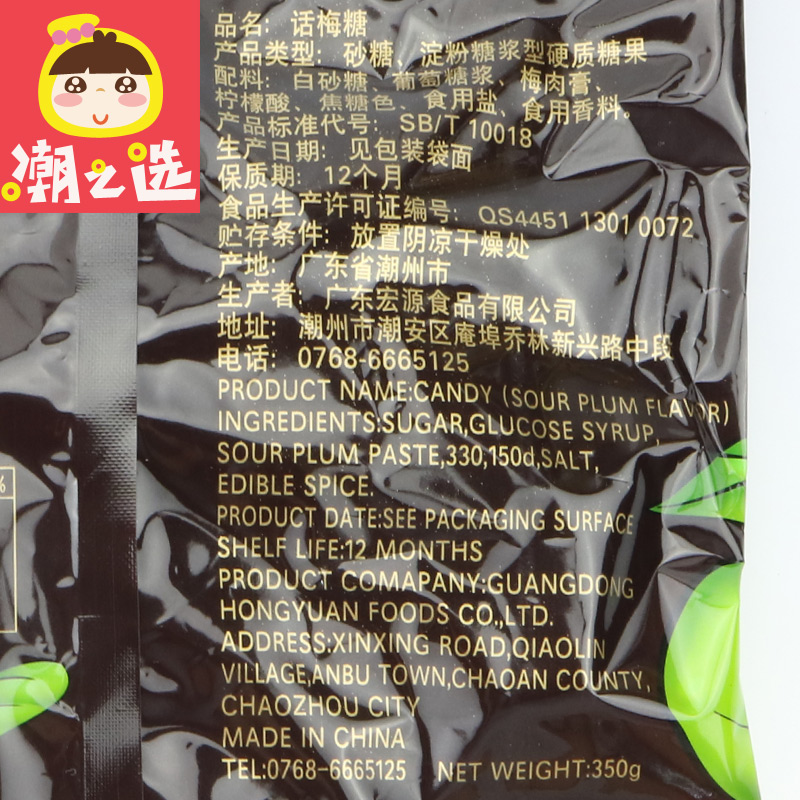 潮之选
品名: 话梅糖
产品类型: 砂糖、淀粉糖浆型硬质糖果
配料: 白砂糖、葡萄糖浆、梅肉膏、
柠檬酸、焦糖色、食用盐、食用香料。
产品标准代号: SB/T 10018
生产日期: 见包装袋面
保质期: 12个月
食品生产许可证编号: QS4451 1301 0072
贮存条件: 放置阴凉干燥处
产地: 广东省潮州市
生产者: 广东宏源食品有限公司
地址: 潮州市潮安区庵埠乔林新兴路中段
电话: 0768-6665125
PRODUCT NAME:CANDY (SOUR PLUM FLAVOR)
INGREDIENTS:SUGAR,GLUCOSE SYRUP,
SOUR PLUM PASTE,330,150d,SALT,
EDIBLE SPICE.
PRODUCT DATE:SEE PACKAGING SURFACE
SHELF LIFE:12 MONTHS
PRODUCT COMAPANY:GUANGDONG
HONGYUAN FOODS CO.,LTD.
ADDRESS:XINXING ROAD,QIAOLIN
VILLAGE,ANBU TOWN,CHAOAN COUNTY,
CHAOZHOU CITY
MADE IN CHINA
TEL:0768-6665125 NET WEIGHT:350g
%